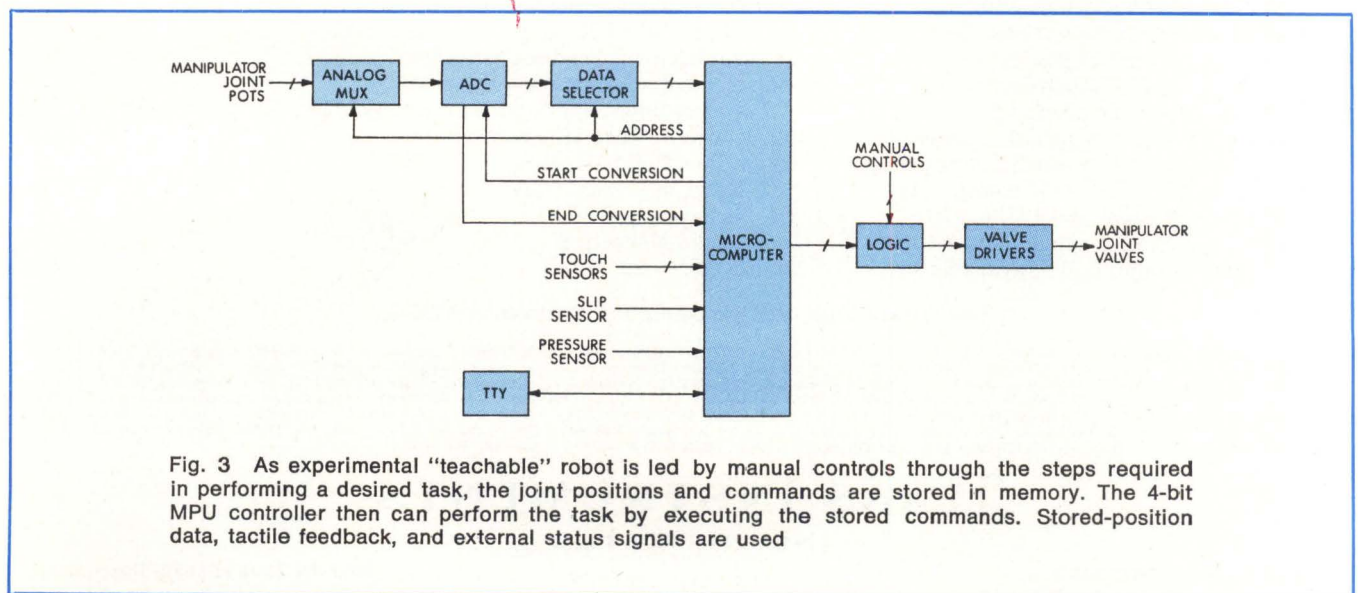 MANIPULATOR
JOINT
POTS
ANALOG
MUX
ADC
DATA
SELECTOR
ADDRESS
START CONVERSION
END CONVERSION
TOUCH
SENSORS
SLIP
SENSOR
PRESSURE
SENSOR
TTY
MICRO-
COMPUTER
MANUAL
CONTROLS
LOGIC
VALVE
DRIVERS
MANIPULATOR
JOINT
VALVES
Fig. 3 As experimental “teachable” robot is led by manual controls through the steps required
in performing a desired task, the joint positions and commands are stored in memory. The 4-bit
MPU controller then can perform the task by executing the stored commands. Stored-position
data, tactile feedback, and external status signals are used